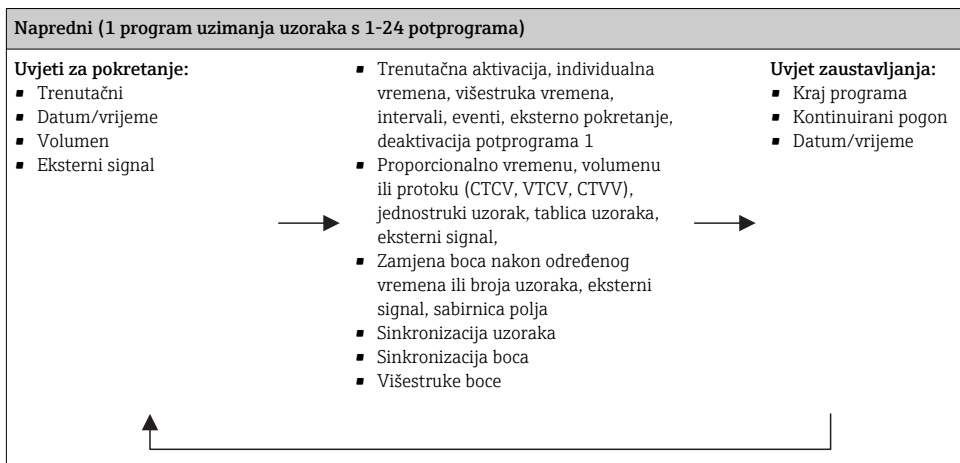 Napredni (1 program uzimanja uzoraka s 1-24 potprograma)
Uvjeti za pokretanje:
▪ Trenutačni
▪ Datum/vrijeme
▪ Volumen
▪ Eksterni signal
▪ Trenutačna aktivacija, individualna
vremena, višestruka vremena,
intervali, eventi, eksterno pokretanje,
deaktivacija potprograma 1
▪ Proporcionalno vremenu, volumenu
ili protoku (CTCV, VTCV, CTVV),
jednostruki uzorak, tablica uzoraka,
eksterni signal,
▪ Zamjena boca nakon određenog
vremena ili broja uzoraka, eksterni
signal, sabirnica polja
▪ Sinkronizacija uzoraka
▪ Sinkronizacija boca
▪ Višestruke boce
Uvjet zaustavljanja:
▪ Kraj programa
▪ Kontinuirani pogon
▪ Datum/vrijeme